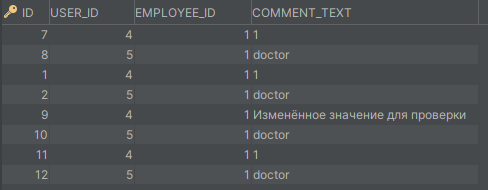 ID USER_ID EMPLOYEE_ID COMMENT_TEXT
7 4 1 1
8 5 1 doctor
1 4 1 1
2 5 1 doctor
9 4 1 Изменённое значение для проверки
10 5 1 doctor
11 4 1 1
12 5 1 doctor